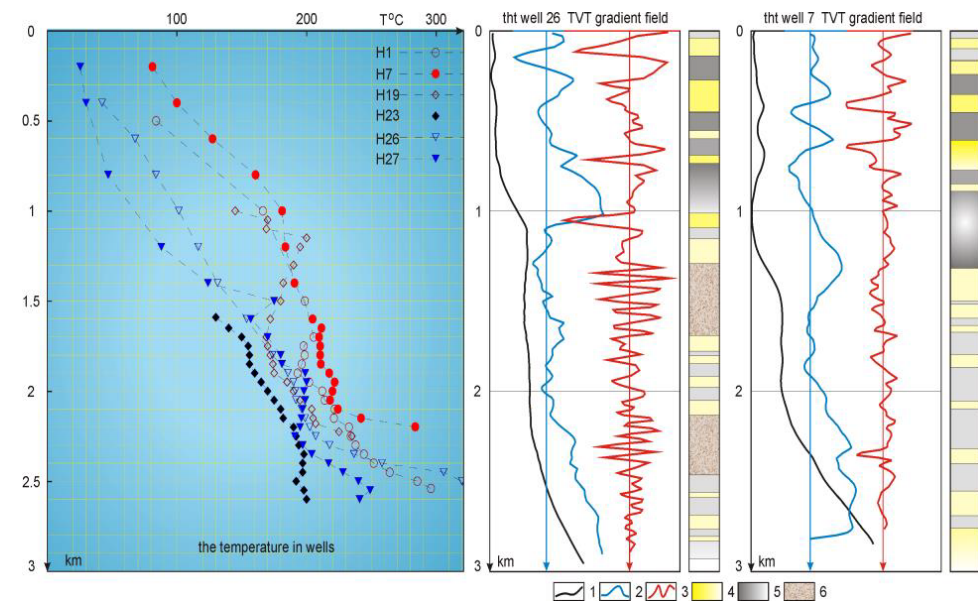 100 200 T°C 300
0
0.5
1
1.5
2
2.5
3
H1
H7
H19
H23
H26
H27
km
the temperature in wells
tht well 26 TVT gradient field
0
1
2
3
km
tht well 7 TVT gradient field
0
1
2
3
km
1 2 3 4 5 6